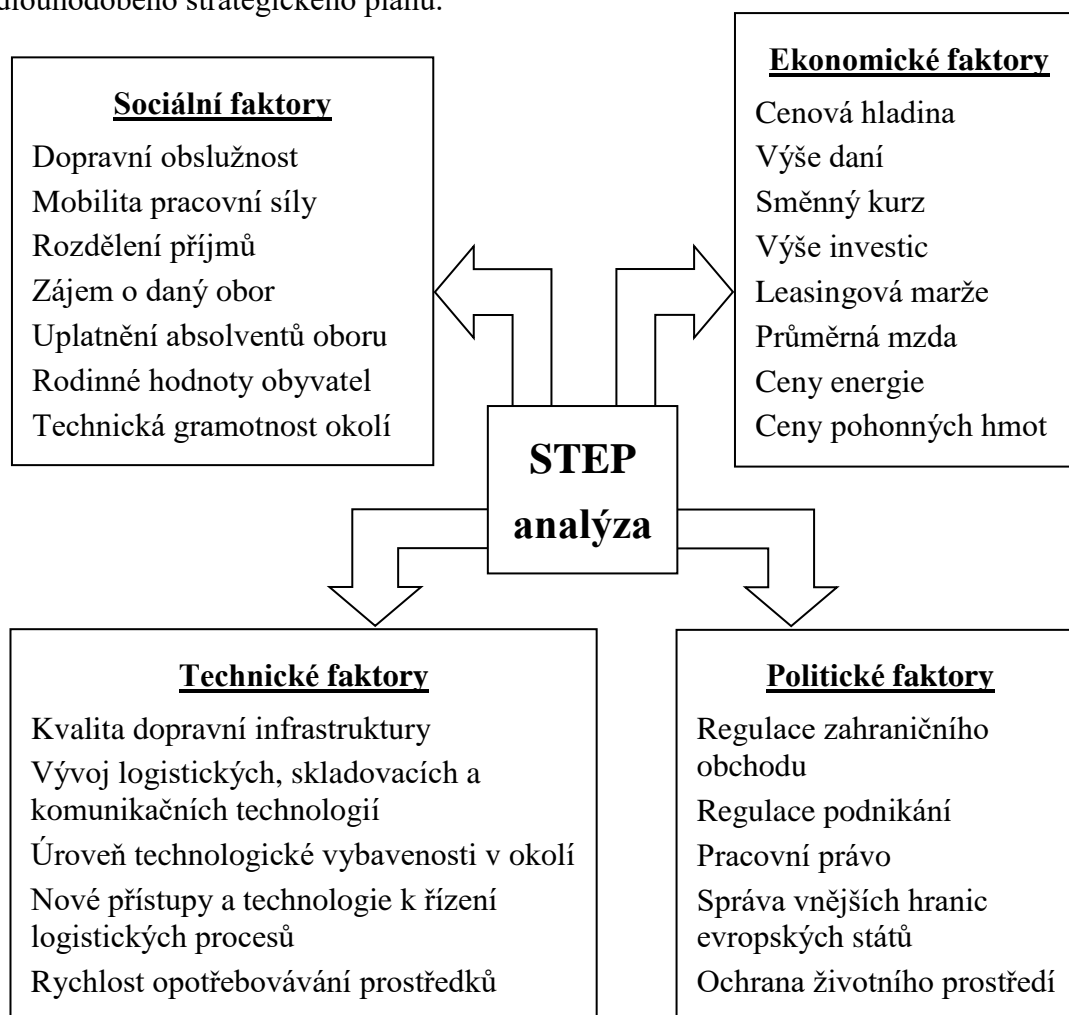 dlouhodobého strategického plánu.
Sociální faktory
Dopravní obslužnost
Mobilita pracovní síly
Rozdělení příjmů
Zájem o daný obor
Uplatnění absolventů oboru
Rodinné hodnoty obyvatel
Technická gramotnost okolí
Ekonomické faktory
Cenová hladina
Výše daní
Směnný kurz
Výše investic
Leasingová marže
Průměrná mzda
Ceny energie
Ceny pohonných hmot
STEP
analýza
Technické faktory
Kvalita dopravní infrastruktury
Vývoj logistických, skladovacích a
komunikačních technologií
Úroveň technologické vybavenosti v okolí
Nové přístupy a technologie k řízení
logistických procesů
Rychlost opotřebovávání prostředků
Politické faktory
Regulace zahraničního
obchodu
Regulace podnikání
Pracovní právo
Správa vnějších hranic
evropských států
Ochrana životního prostředí